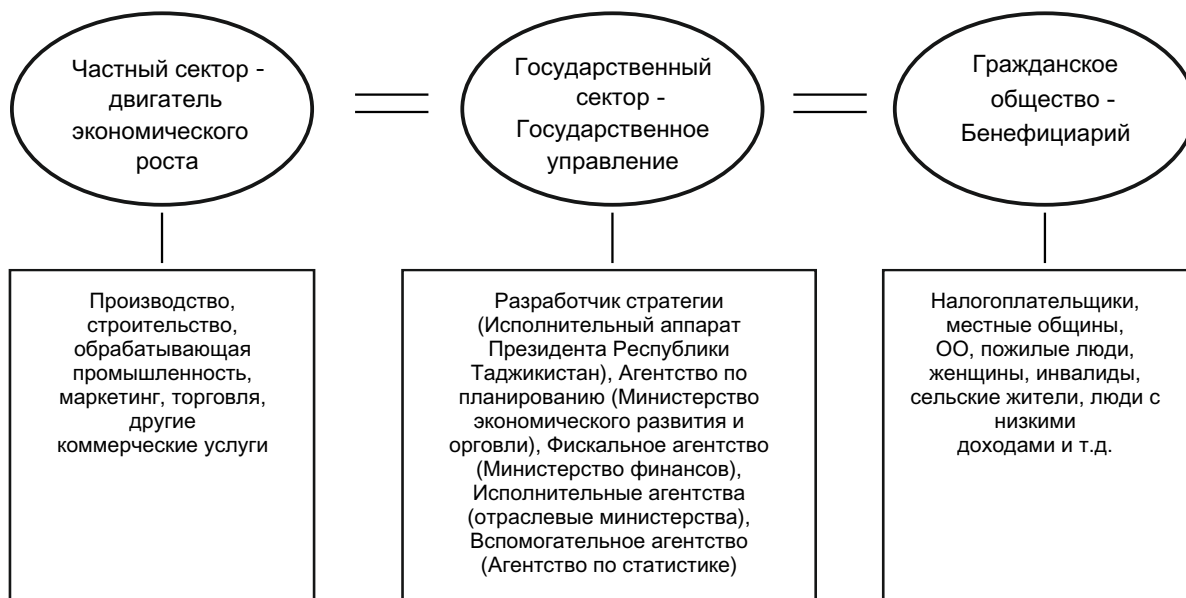 Частный сектор -
двигатель
экономического
роста
Государственный
сектор -
Государственное
управление
Гражданское
общество -
Бенефициарий
Производство,
строительство,
обрабатывающая
промышленность,
маркетинг, торговля,
другие
коммерческие услуги
Разработчик стратегии
(Исполнительный аппарат
Президента Республики
Таджикистан), Агентство по
планированию (Министерство
экономического развития и
орговли), Фискальное агентство
(Министерство финансов),
Исполнительные агентства
(отраслевые министерства),
Вспомогательное агентство
(Агентство по статистике)
Налогоплательщики,
местные общины,
ОО, пожилые люди,
женщины, инвалиды,
сельские жители, люди с
низкими
доходами и т.д.